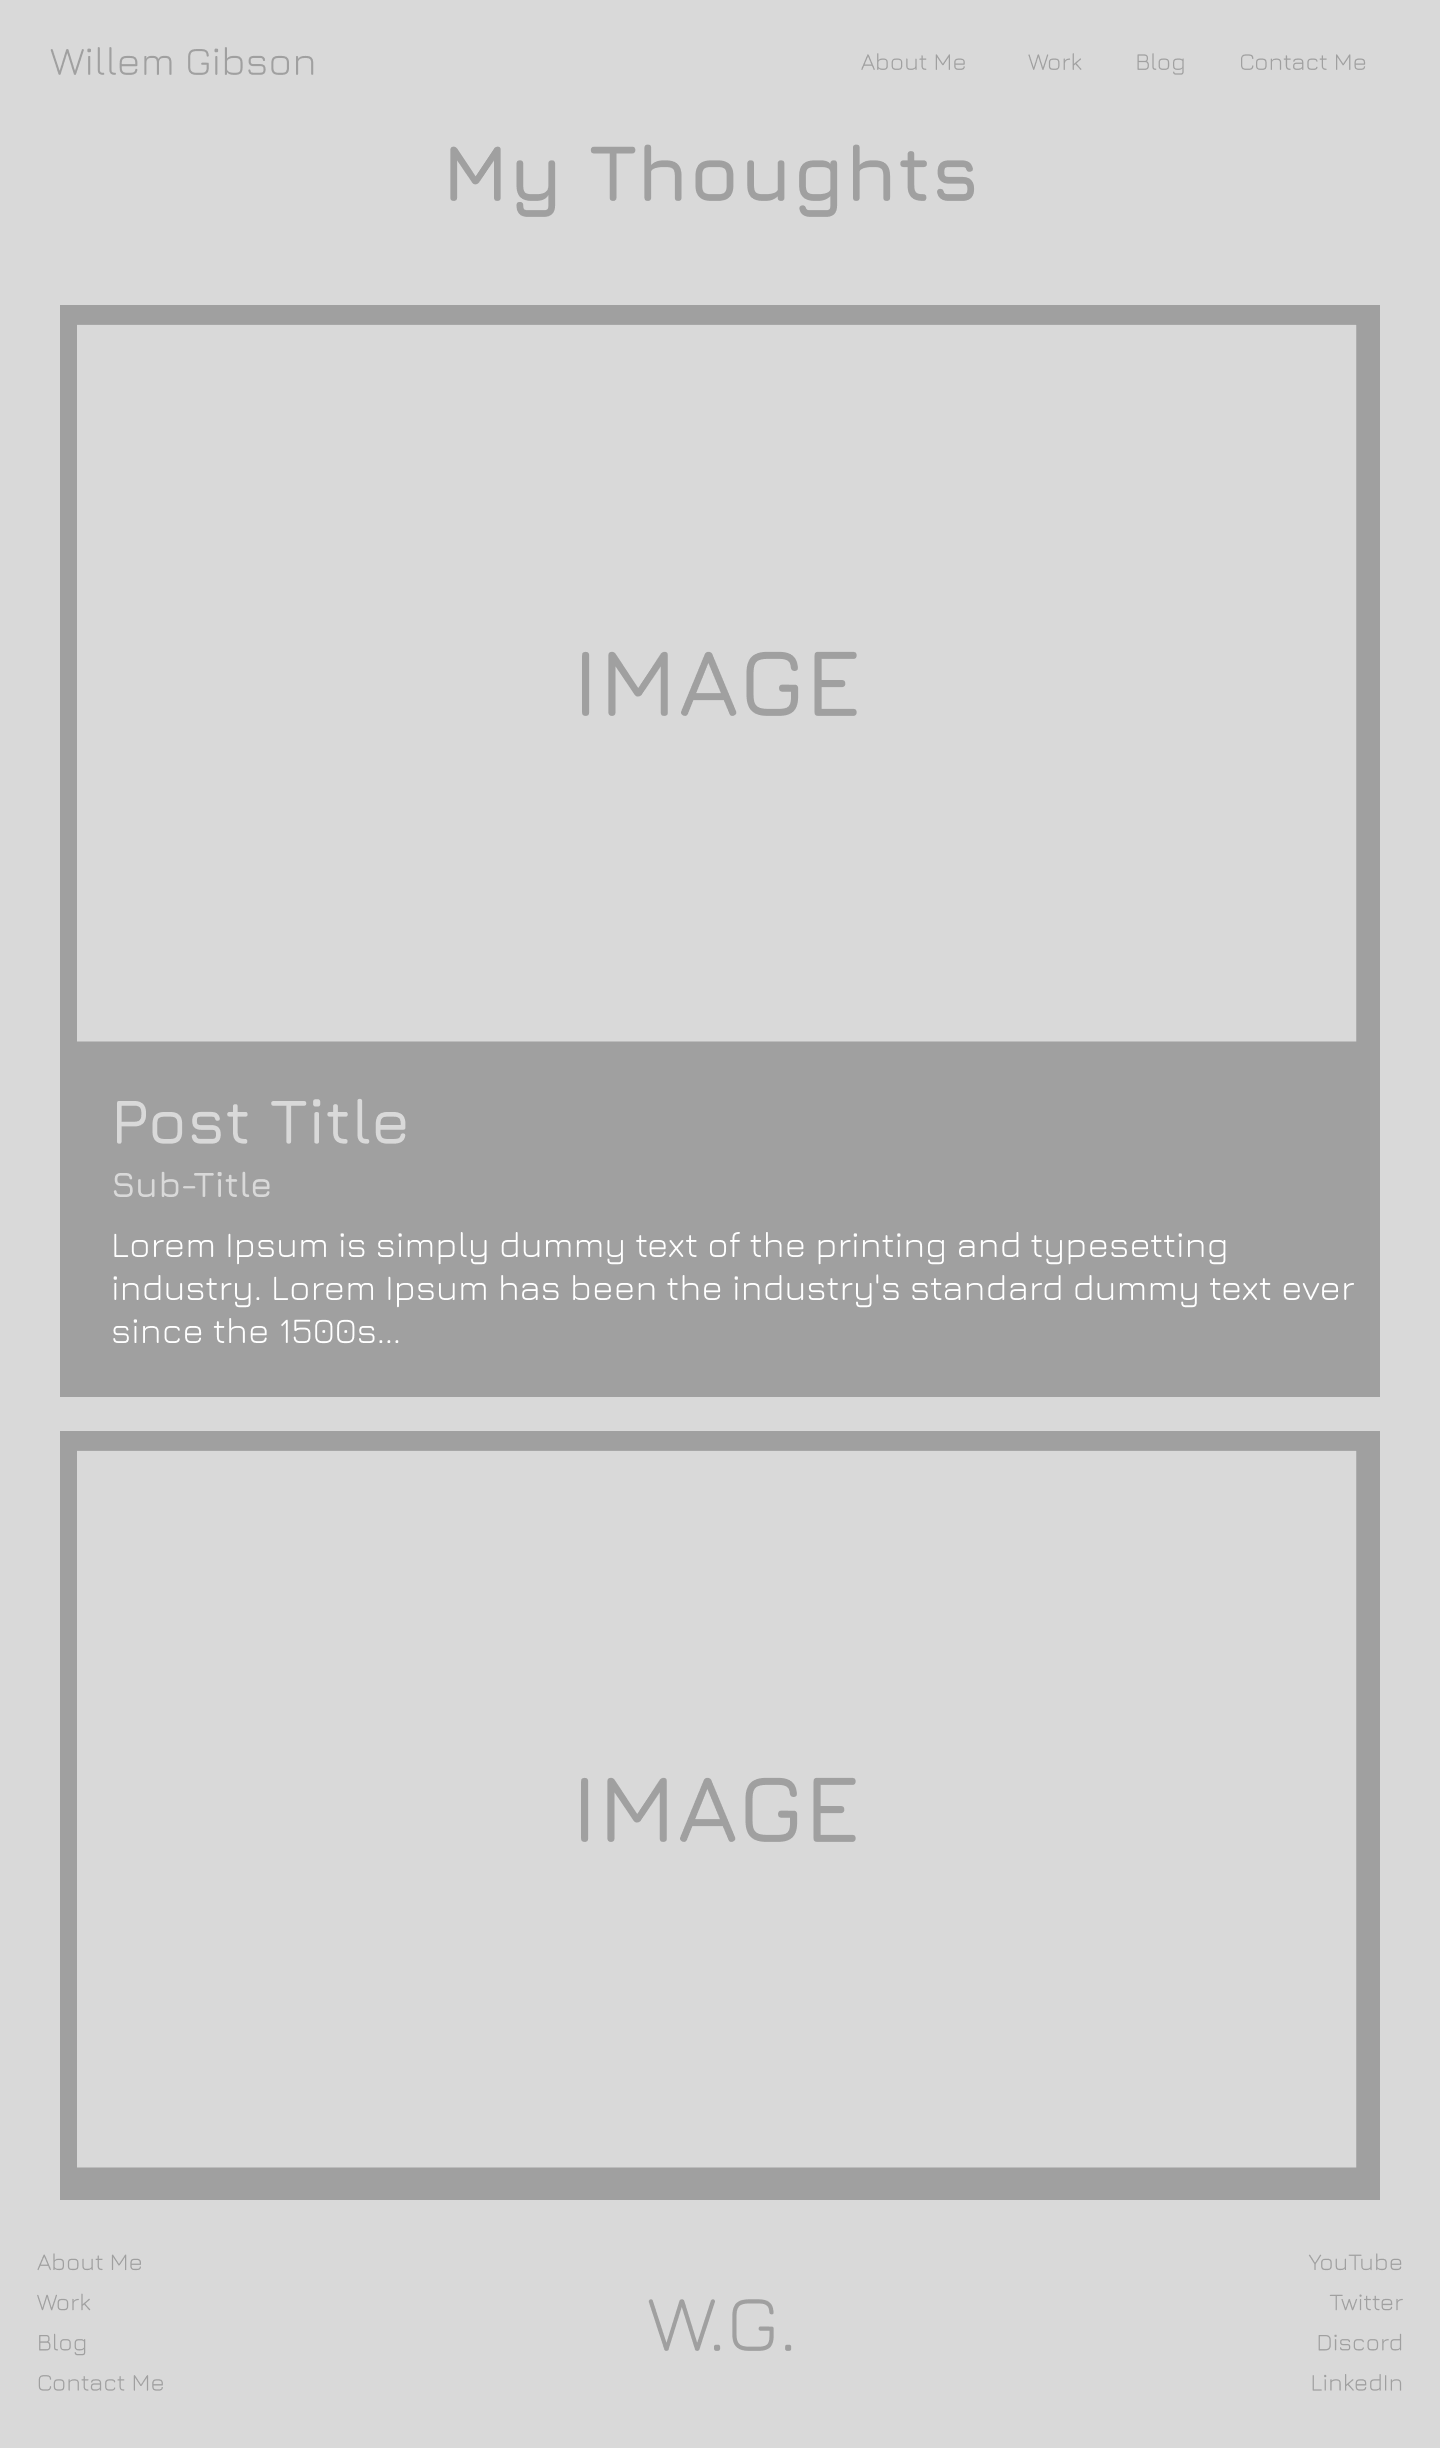 Willem Gibson
About Me Work Blog Contact Me
My Thoughts
IMAGE
Post Title
Sub-Title
Lorem Ipsum is simply dummy text of the printing and typesetting
industry. Lorem Ipsum has been the industry's standard dummy text ever
since the 1500s...
IMAGE
About Me
Work
Blog
Contact Me
W.G.
YouTube
Twitter
Discord
LinkedIn